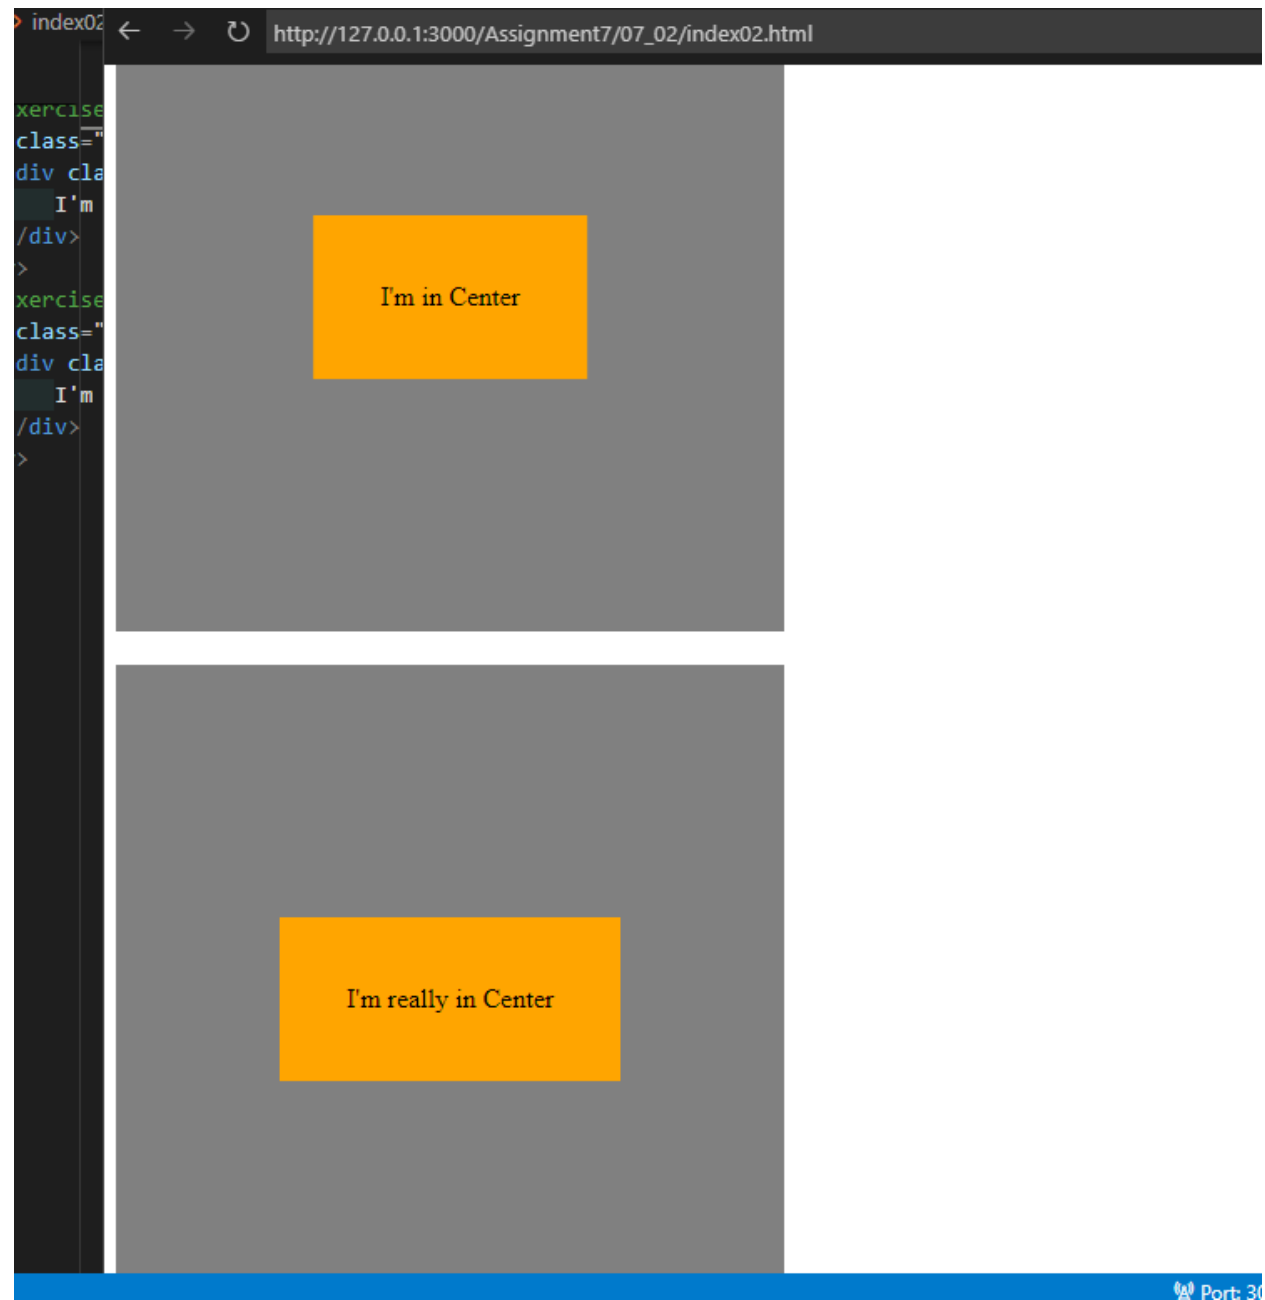 index02
http://127.0.0.1:3000/Assignment7/07_02/index02.html
xercise
class="
div cla
I'm
/div>
>
xercise
class="
div cla
I'm
/div>
>
I'm in Center
I'm really in Center
Port: 30